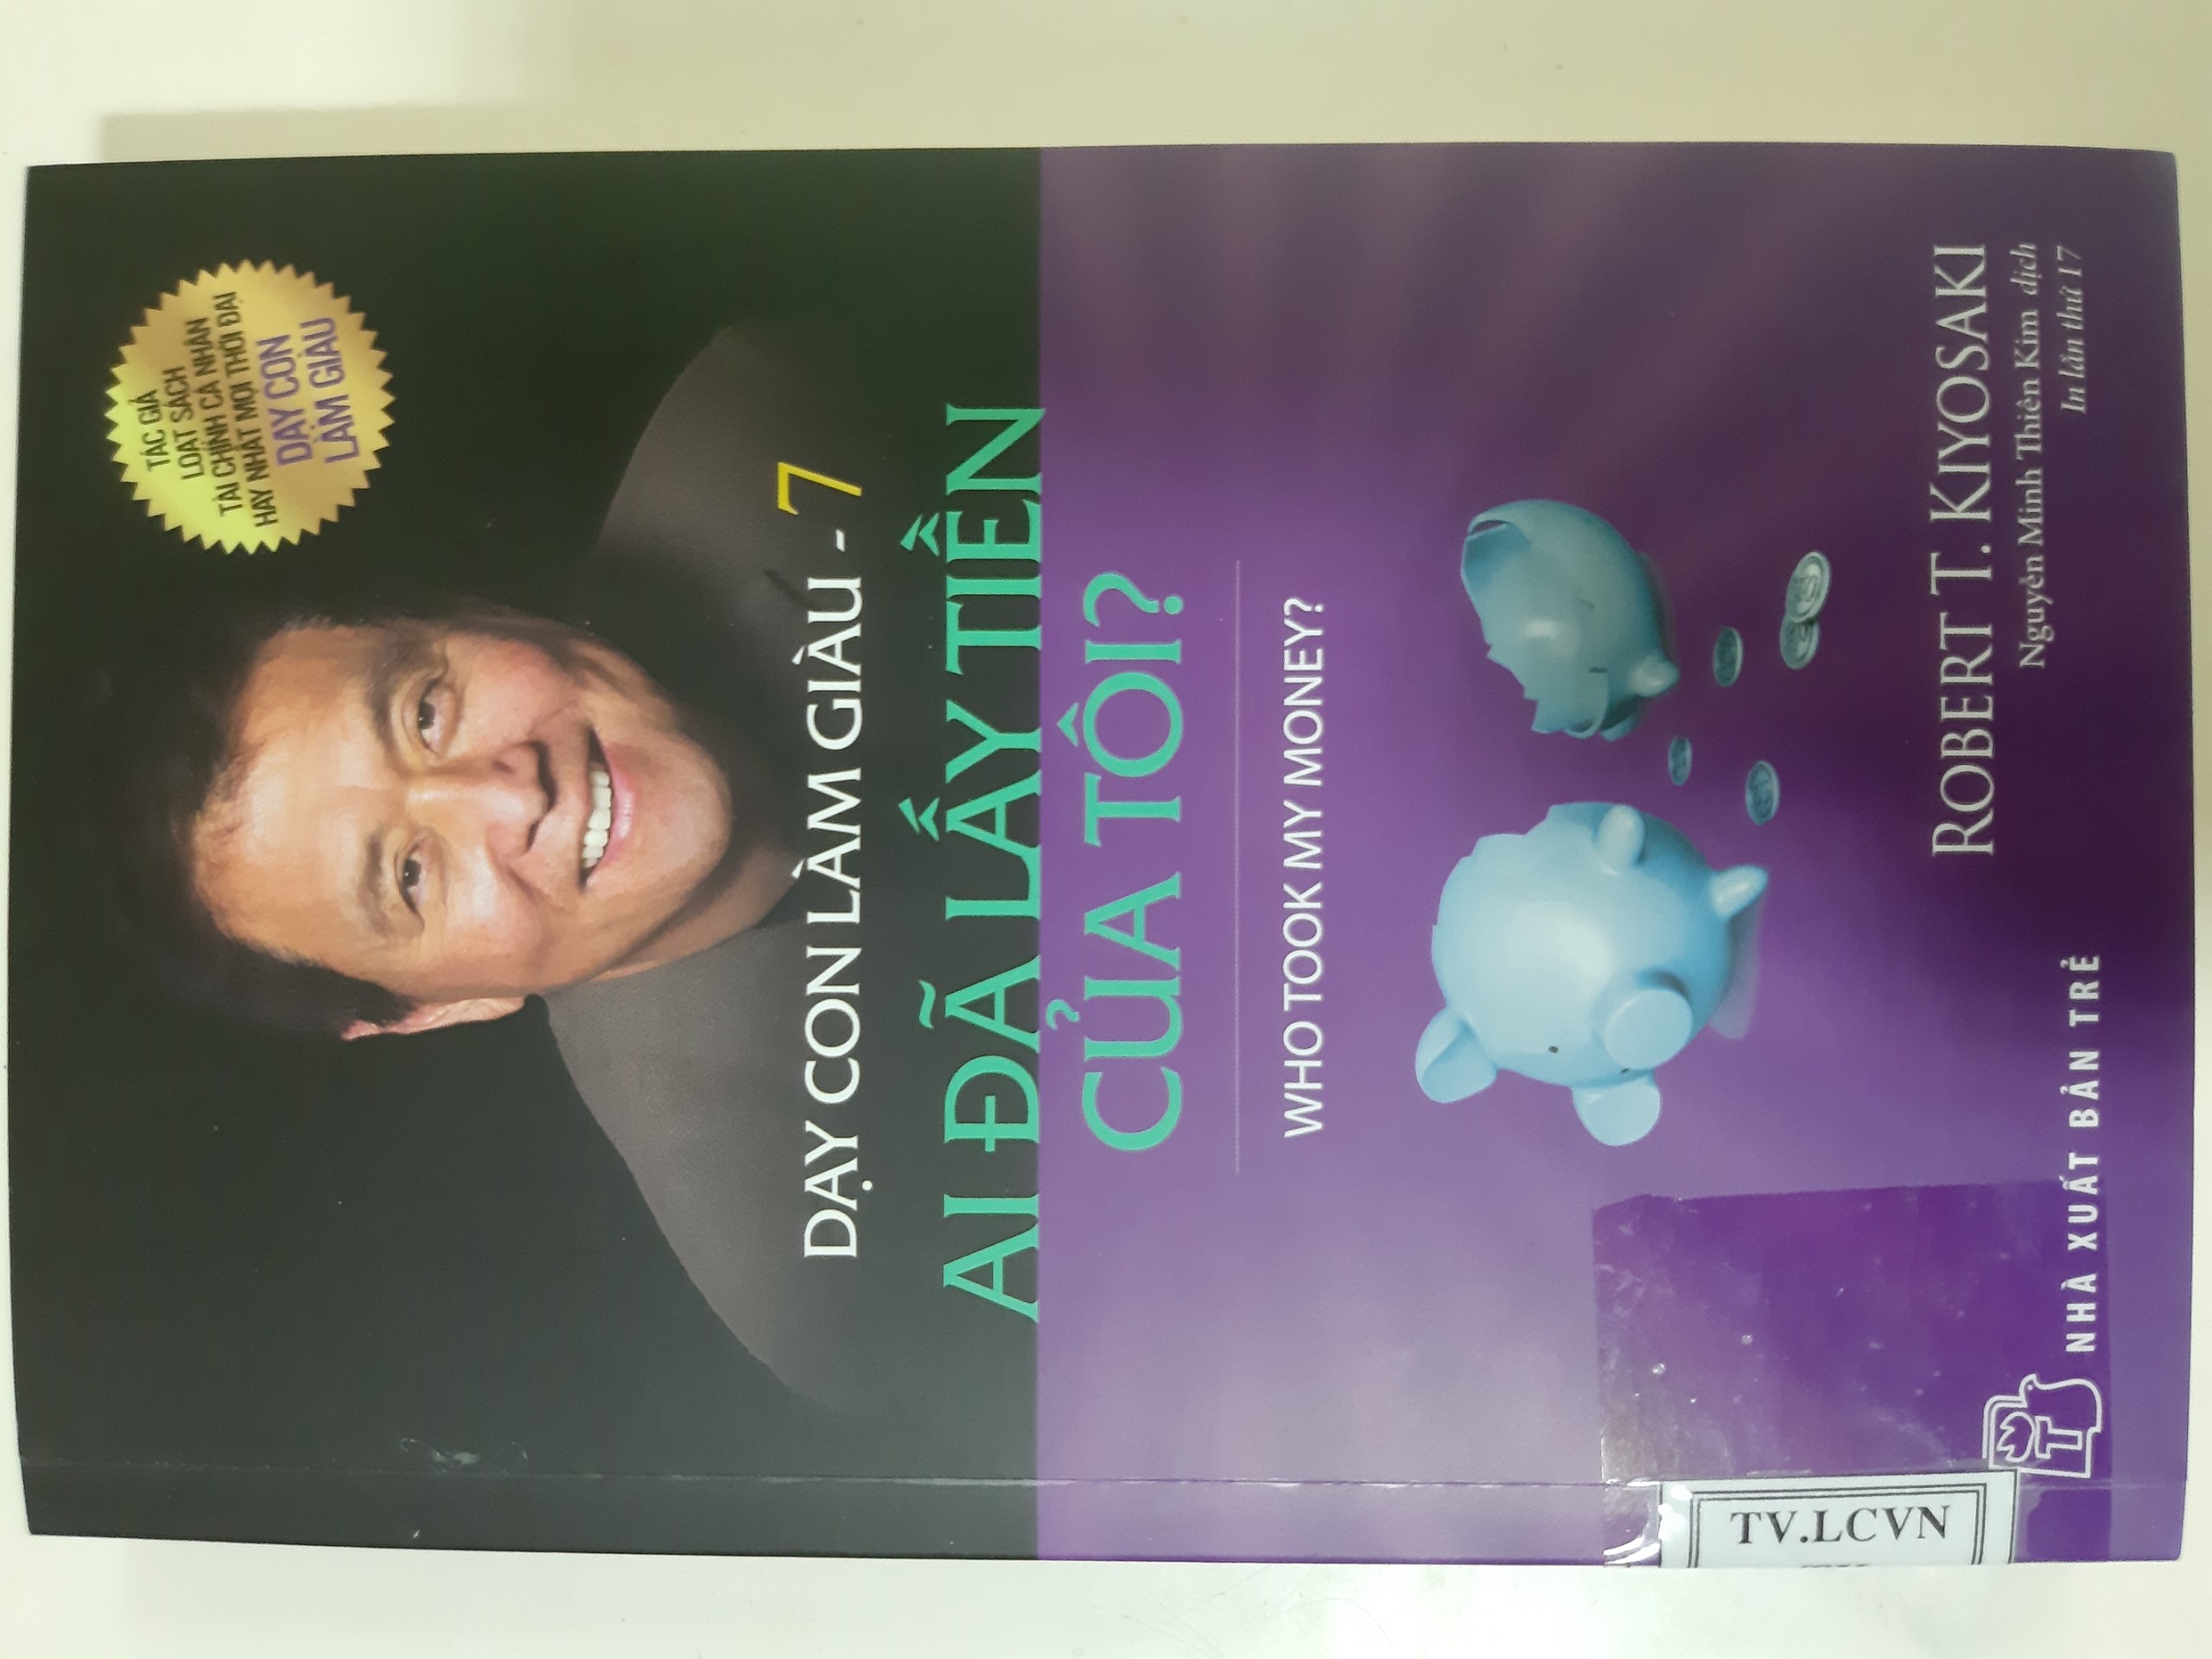 TÁC GIẢ
LOẠT SÁCH
TÀI CHÍNH CÁ NHÂN
HAY NHẤT MỌI THỜI ĐẠI
DẠY CON
LÀM GIÀU
DẠY CON LÀM GIÀU - 7
AI ĐÃ LẤY TIỀN
CỦA TÔI?
WHO TOOK MY MONEY?
TV.LCVN
ROBERT T. KIYOSAKI
Nguyễn Minh Thiên Kim dịch
In lần thứ 17
T
NHÀ XUẤT BẢN TRẺ